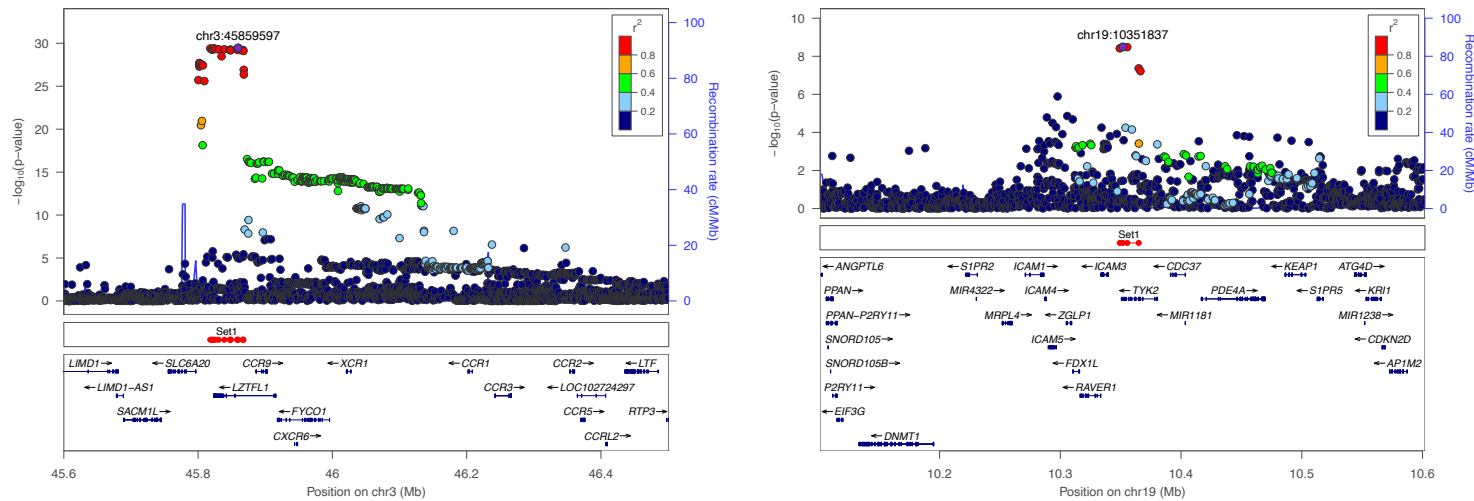 chr3:45859597
r2
0.8
0.6
0.4
0.2
30
25
20
15
10
5
0
−log10(p−value)
100
80
60
40
20
0
Recombination rate (cM/Mb)
Set1
LIMD1 SLC6A20 CCR9 XCR1 CCR1 CCR2 LTF
LIMD1−AS1 LZTFL1 CCR3 LOC102724297
SACM1L FYCO1 CCR5 RTP3
CXCR6 CCRL2
45.6 45.8 46 46.2 46.4
Position on chr3 (Mb)
chr19:10351837
r2
0.8
0.6
0.4
0.2
10
8
6
4
2
0
−log10(p−value)
100
80
60
40
20
0
Recombination rate (cM/Mb)
Set1
ANGPTL6 S1PR2 ICAM1 ICAM3 CDC37 KEAP1 ATG4D
PPAN MIR4322 ICAM4 TYK2 PDE4A S1PR5 KRI1
PPAN−P2RY11 MRPL4 ZGLP1 MIR1181 MIR1238
SNORD105 ICAM5 CDKN2D
SNORD105B FDX1L AP1M2
P2RY11 RAVER1
EIF3G
DNMT1
10.2 10.3 10.4 10.5 10.6
Position on chr19 (Mb)